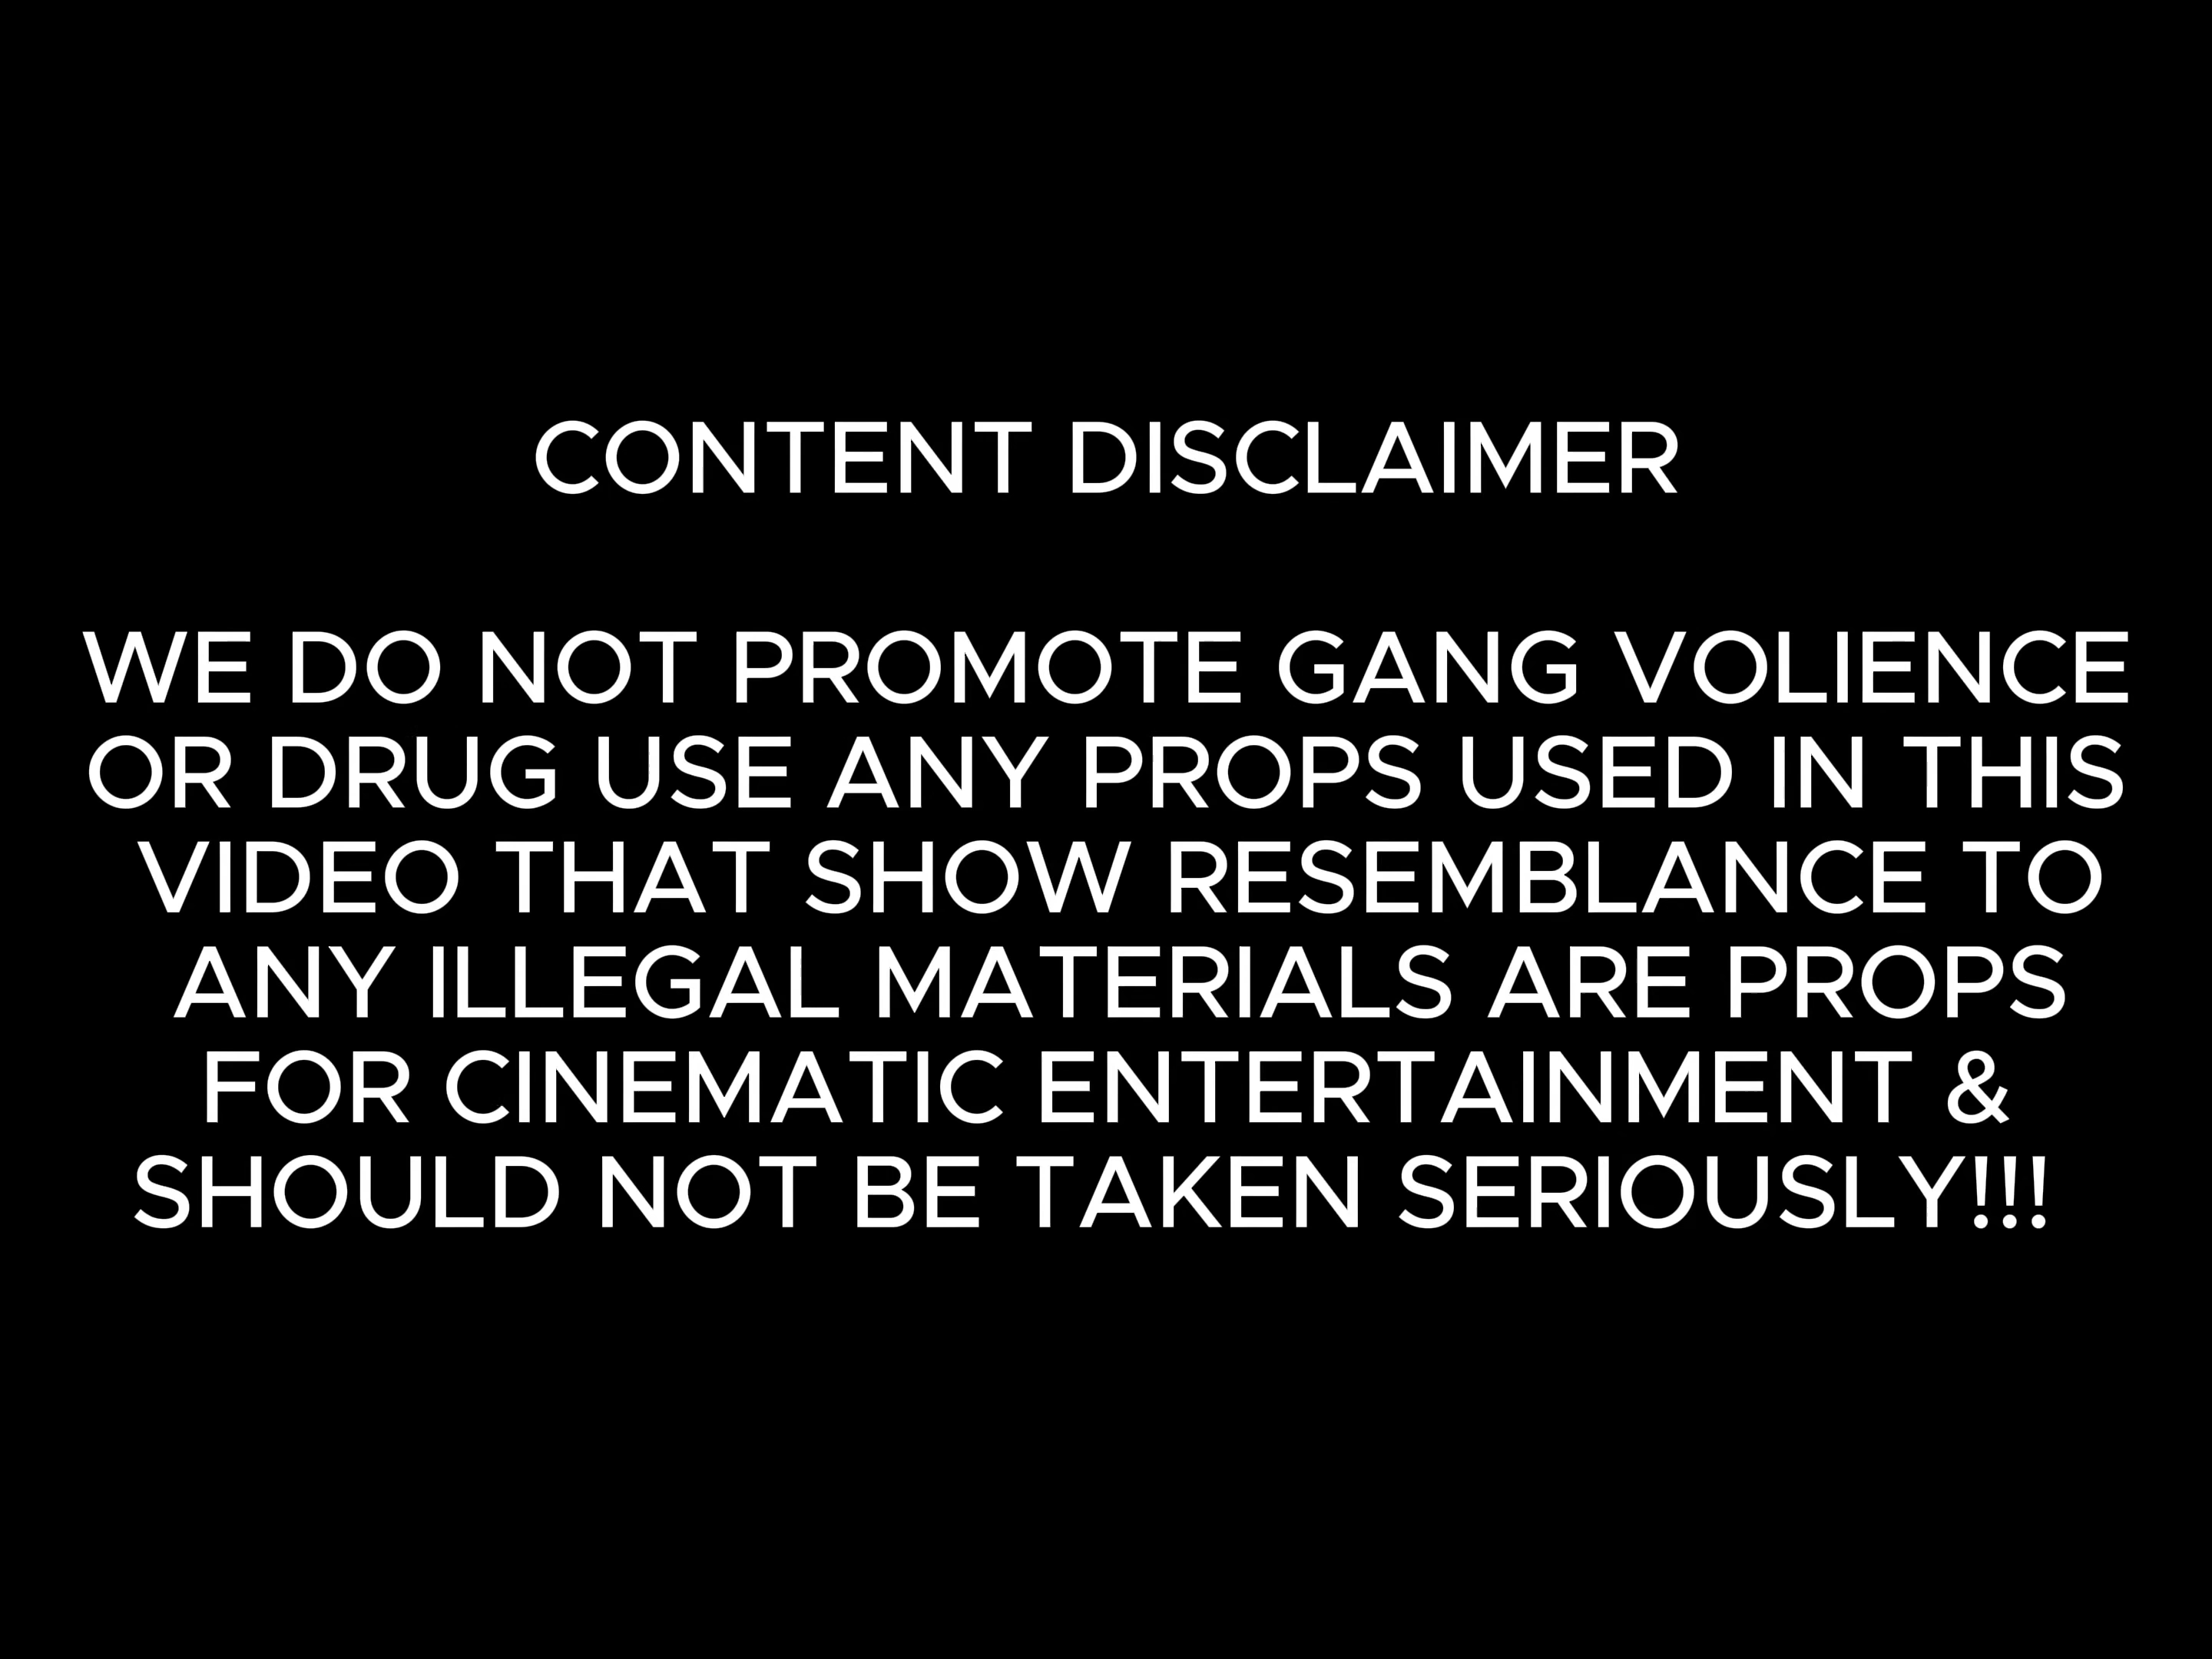 CONTENT DISCLAIMER
WE DO NOT PROMOTE GANG VOLIENCE
OR DRUG USE ANY PROPS USED IN THIS
VIDEO THAT SHOW RESEMBLANCE TO
ANY ILLEGAL MATERIALS ARE PROPS
FOR CINEMATIC ENTERTAINMENT &
SHOULD NOT BE TAKEN SERIOUSLY!!!